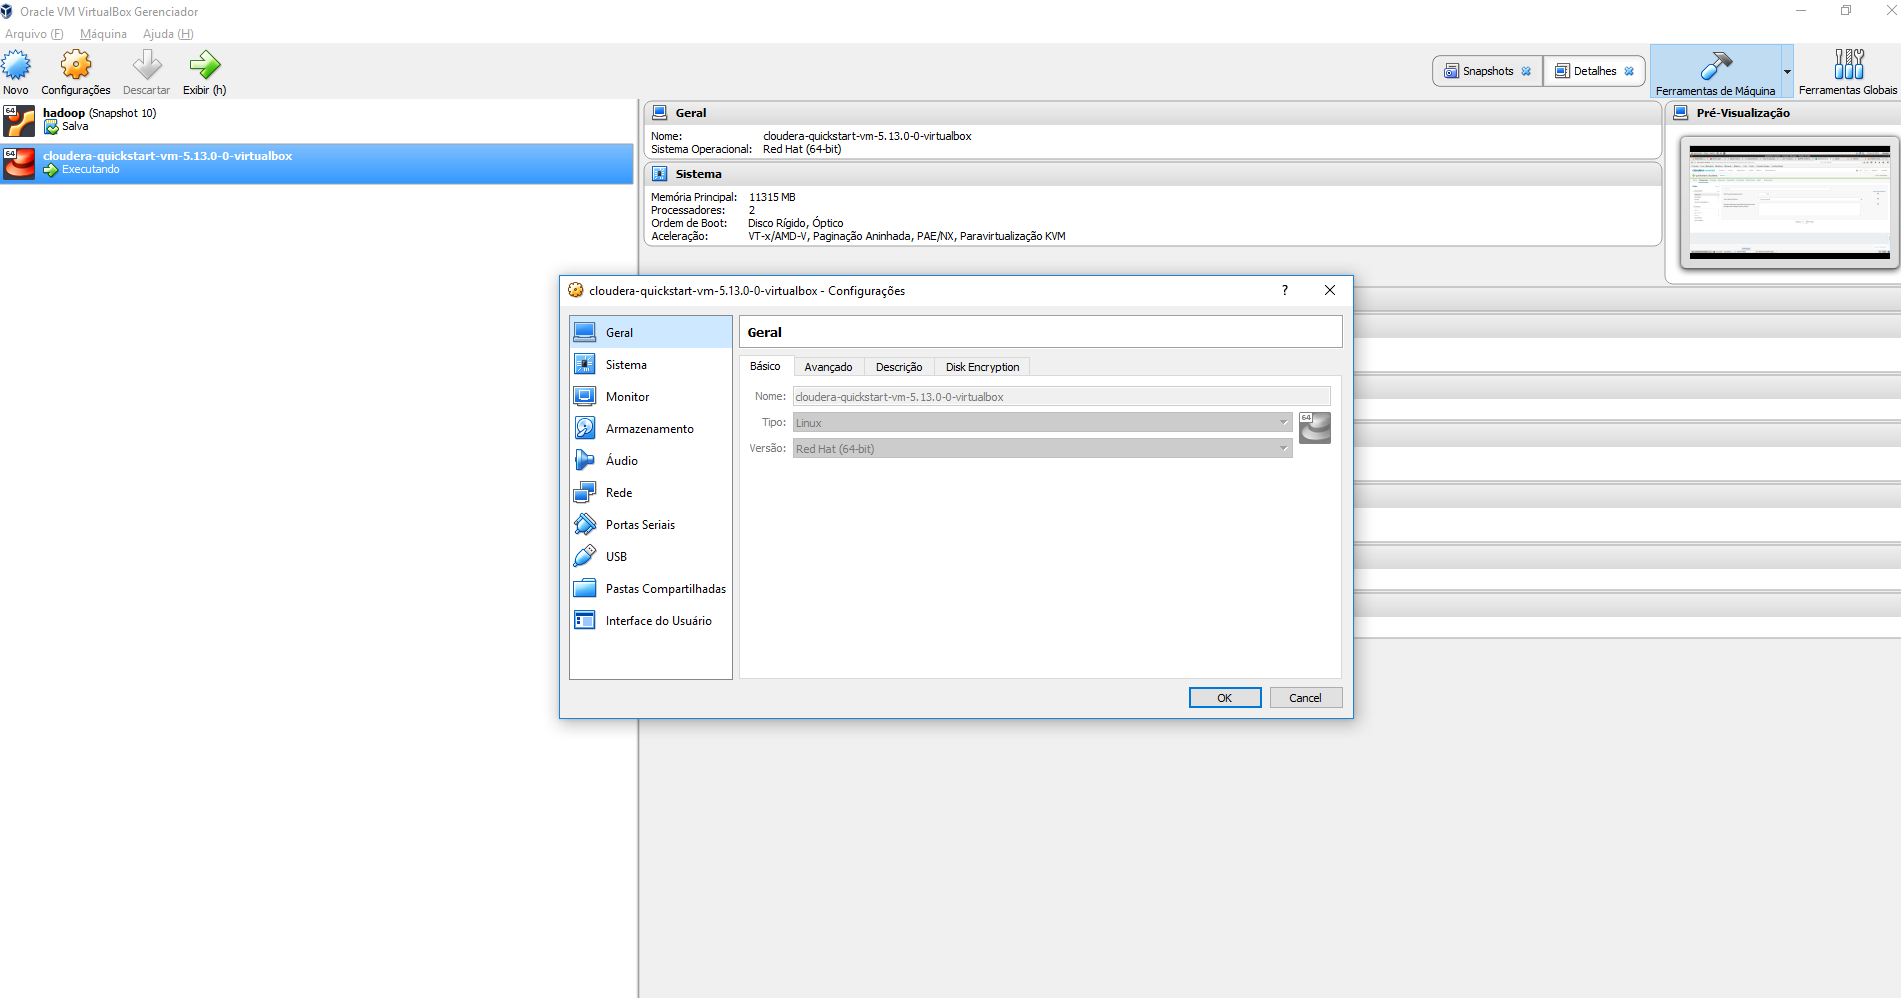 Oracle VM VirtualBox Gerenciador
Arquivo (F) Máquina Ajuda (H)
Novo Configurações Descartar Exibir (h)
Snapshots Detalhes Ferramentas de Máquina Ferramentas Globais
64 hadoop (Snapshot 10)
Salva
64 cloudera-quickstart-vm-5.13.0-0-virtualbox
Executando
Geral
Nome: cloudera-quickstart-vm-5.13.0-0-virtualbox
Sistema Operacional: Red Hat (64-bit)
Sistema
Memória Principal: 11315 MB
Processadores: 2
Ordem de Boot: Disco Rígido, Óptico
Aceleração: VT-x/AMD-V, Paginação Aninhada, PAE/NX, Paravirtualização KVM
Pré-Visualização
cloudera-quickstart-vm-5.13.0-0-virtualbox - Configurações ?
Geral
Sistema
Monitor
Armazenamento
Áudio
Rede
Portas Seriais
USB
Pastas Compartilhadas
Interface do Usuário
Geral
Básico Avançado Descrição Disk Encryption
Nome: cloudera-quickstart-vm-5.13.0-0-virtualbox
Tipo: Linux
64
Versão: Red Hat (64-bit)
OK Cancel